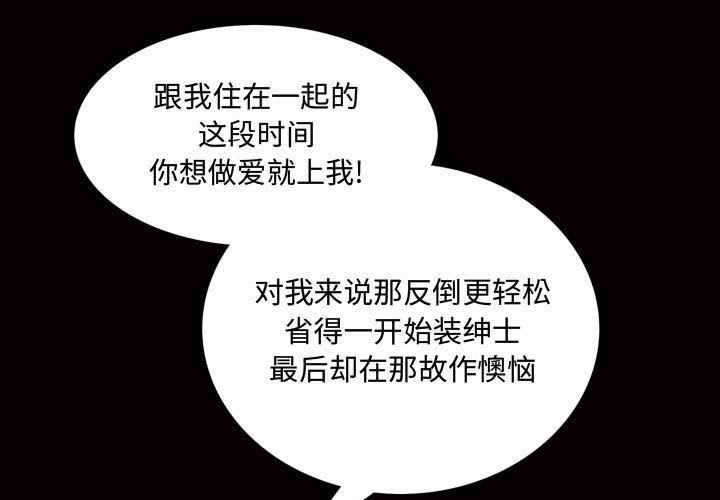 跟我住在一起的
这段时间
你想做爱就上我!
对我来说那反倒更轻松
省得一开始装绅士
最后却在那故作懊恼